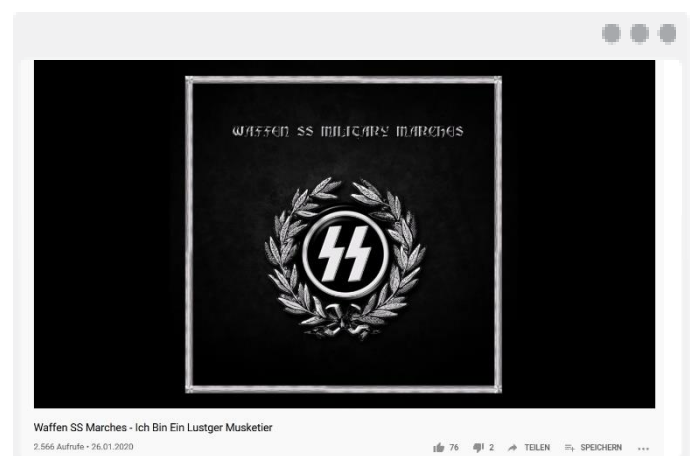 WAFFEN SS MILITARY MARCHES
SS
Waffen SS Marches - Ich Bin Ein Lustger Musketier
2.566 Aufrufe • 26.01.2020 76 2 TEILEN SPEICHERN ...